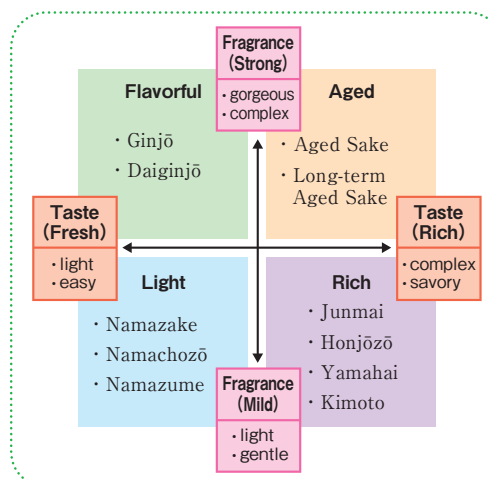 Fragrance
(Strong)
・gorgeous
・complex
Flavorful
・Ginjō
・Daiginjō
Aged
・Aged Sake
・Long-term
Aged Sake
Taste
(Fresh)
・light
・easy
Taste
(Rich)
・complex
・savory
Light
・Namazake
・Namachozō
・Namazume
Rich
・Junmai
・Honjōzō
・Yamahai
・Kimoto
Fragrance
(Mild)
・light
・gentle